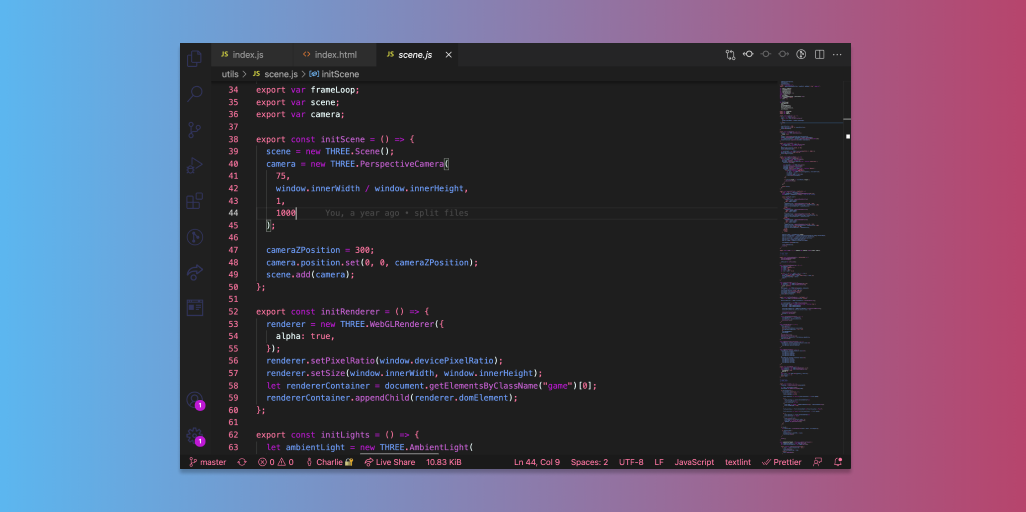 JS index.js <> index.html JS scene.js ×
utils > JS scene.js > initScene
34 export var frameLoop;
35 export var scene;
36 export var camera;
37
38 export const initScene = () => {
39 scene = new THREE.Scene();
40 camera = new THREE.PerspectiveCamera(
41 75,
42 window.innerWidth / window.innerHeight,
43 1,
44 1000 You, a year ago • split files
45 );
46
47 cameraZPosition = 300;
48 camera.position.set(0, 0, cameraZPosition);
49 scene.add(camera);
50 };
51
52 export const initRenderer = () => {
53 renderer = new THREE.WebGLRenderer({
54 alpha: true,
55 });
56 renderer.setPixelRatio(window.devicePixelRatio);
57 renderer.setSize(window.innerWidth, window.innerHeight);
58 let rendererContainer = document.getElementsByClassName("game")[0];
59 rendererContainer.appendChild(renderer.domElement);
60 };
61
62 export const initLights = () => {
63 let ambientLight = new THREE.AmbientLight(
1
1
master 0 0 Charlie Live Share 10.83 KiB Ln 44, Col 9 Spaces: 2 UTF-8 LF JavaScript textlint Prettier